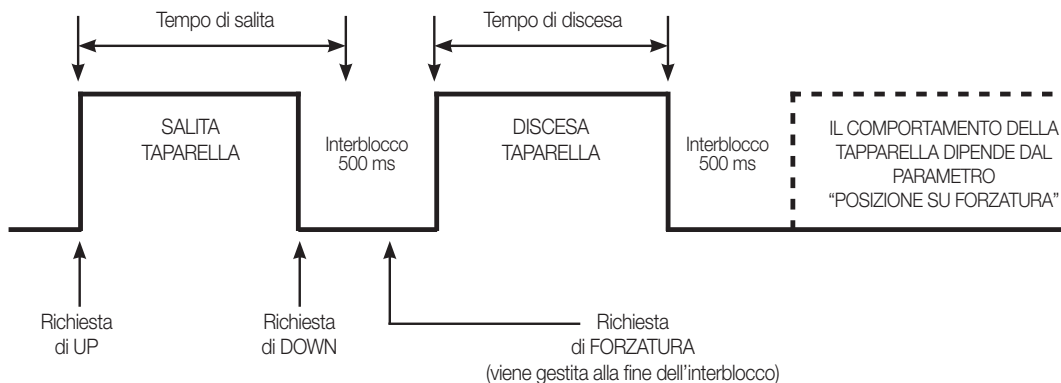 Tempo di salita
Tempo di discesa
SALITA
TAPARELLA
Interblocco
500 ms
DISCESA
TAPARELLA
Interblocco
500 ms
IL COMPORTAMENTO DELLA
TAPPARELLA DIPENDE DAL
PARAMETRO
“POSIZIONE SU FORZATURA”
Richiesta
di UP
Richiesta
di DOWN
Richiesta
di FORZATURA
(viene gestita alla fine dell’interblocco)